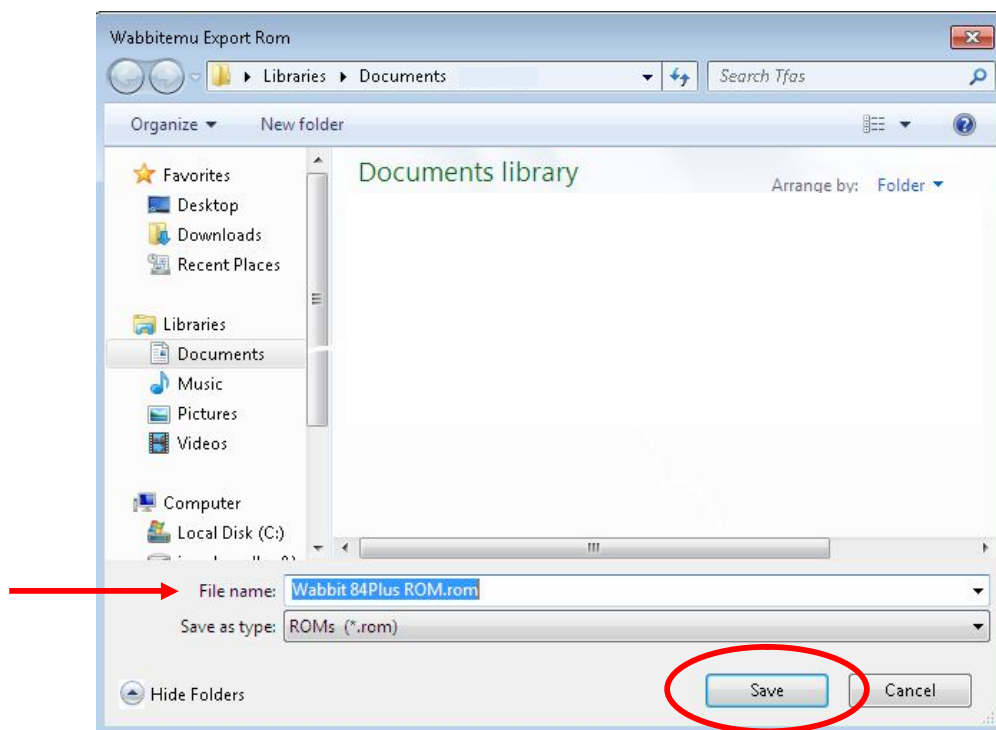 Wabbitemu Export Rom
Libraries Documents
Search Tfas
Organize New folder
Favorites
Desktop
Downloads
Recent Places
Libraries
Documents
Music
Pictures
Videos
Computer
Local Disk (C:)
Documents library
Arrange by: Folder
File name: Wabbit 84Plus ROM.rom
Save as type: ROMs (*.rom)
Hide Folders
Save Cancel